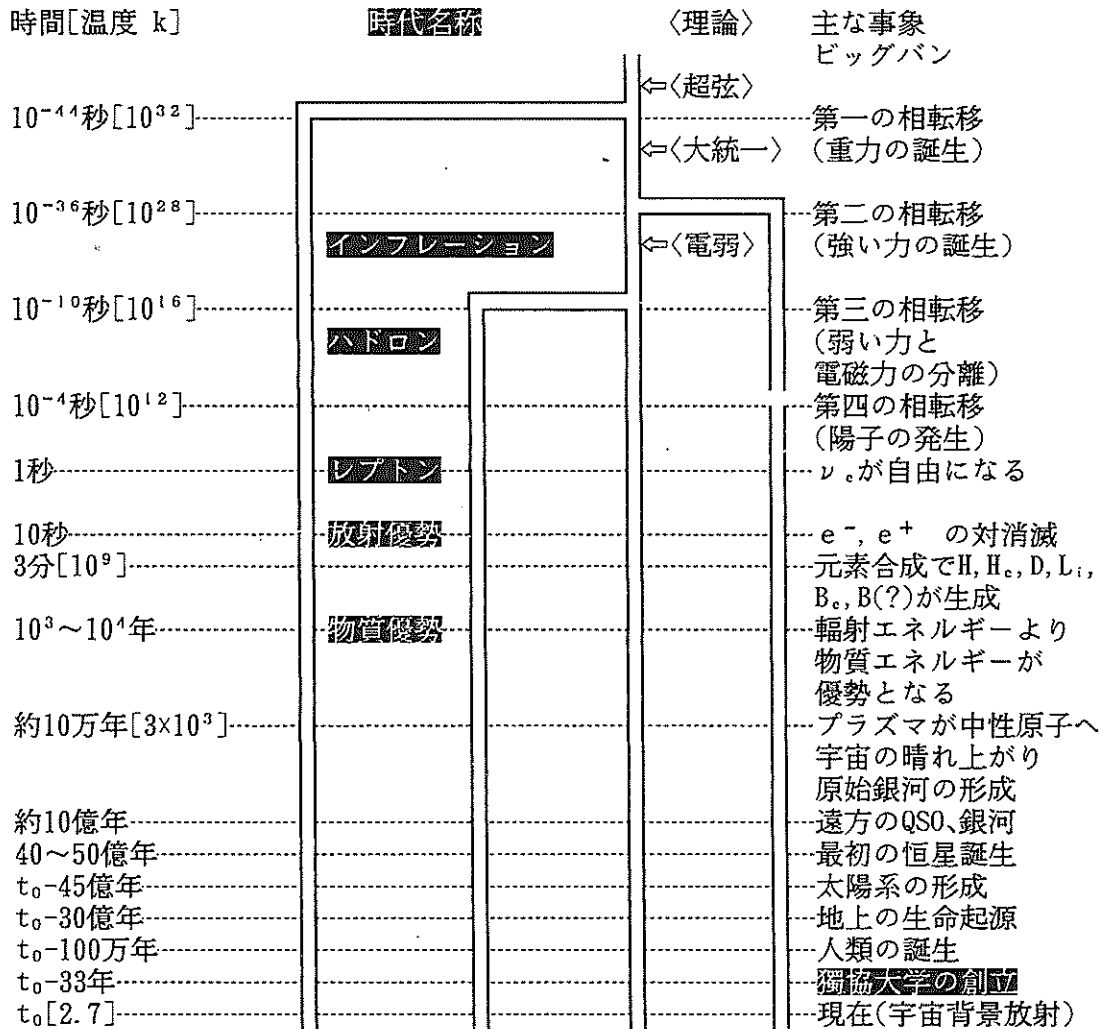 時間[温度 k] 時代名称 〈理論〉 主な事象
ビッグバン
⇦〈超弦〉
10⁻⁴⁴秒[10³²] 第一の相転移
⇦〈大統一〉 (重力の誕生)
10⁻³⁶秒[10²⁸] 第二の相転移
インフレーション ⇦〈電弱〉 (強い力の誕生)
10⁻¹⁰秒[10¹⁶] 第三の相転移
ハドロン (弱い力と
電磁力の分離)
10⁻⁴秒[10¹²] 第四の相転移
(陽子の発生)
1秒 レプトン νₑが自由になる
10秒 放射優勢 e⁻, e⁺ の対消滅
3分[10⁹] 元素合成でH, Hₑ, D, Lᵢ,
Bₑ, B(?)が生成
10³～10⁴年 物質優勢 輻射エネルギーより
物質エネルギーが
優勢となる
約10万年[3×10³] プラズマが中性原子へ
宇宙の晴れ上がり
原始銀河の形成
約10億年 遠方のQSO、銀河
40～50億年 最初の恒星誕生
t₀-45億年 太陽系の形成
t₀-30億年 地上の生命起源
t₀-100万年 人類の誕生
t₀-33年 獨協大学の創立
t₀[2.7] 現在(宇宙背景放射)